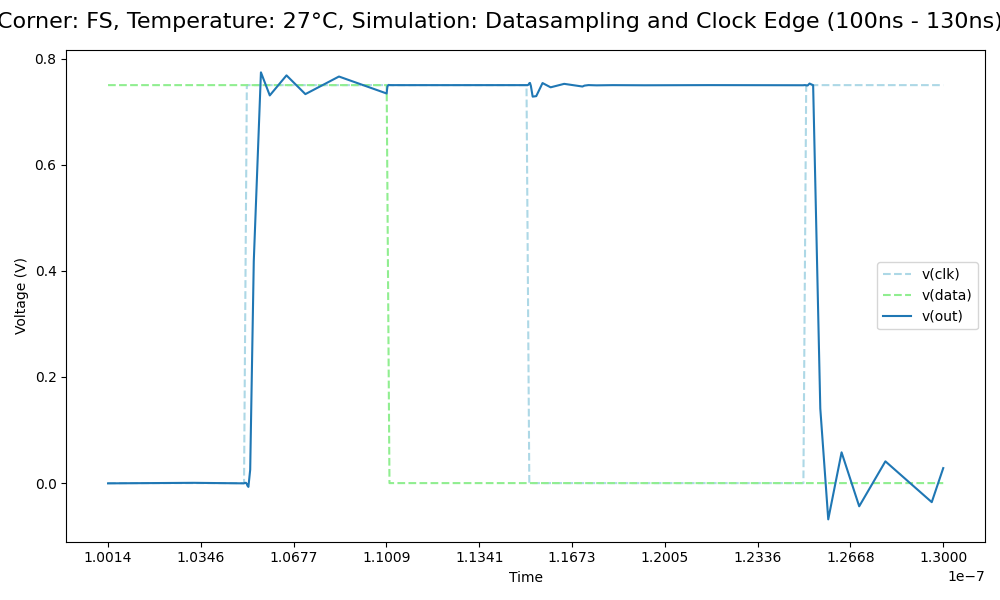 Corner: FS, Temperature: 27°C, Simulation: Datasampling and Clock Edge (100ns - 130ns)
0.8
0.6
0.4
0.2
0.0
Voltage (V)
v(clk)
v(data)
v(out)
1.0014 1.0346 1.0677 1.1009 1.1341 1.1673 1.2005 1.2336 1.2668 1.3000
1e−7
Time